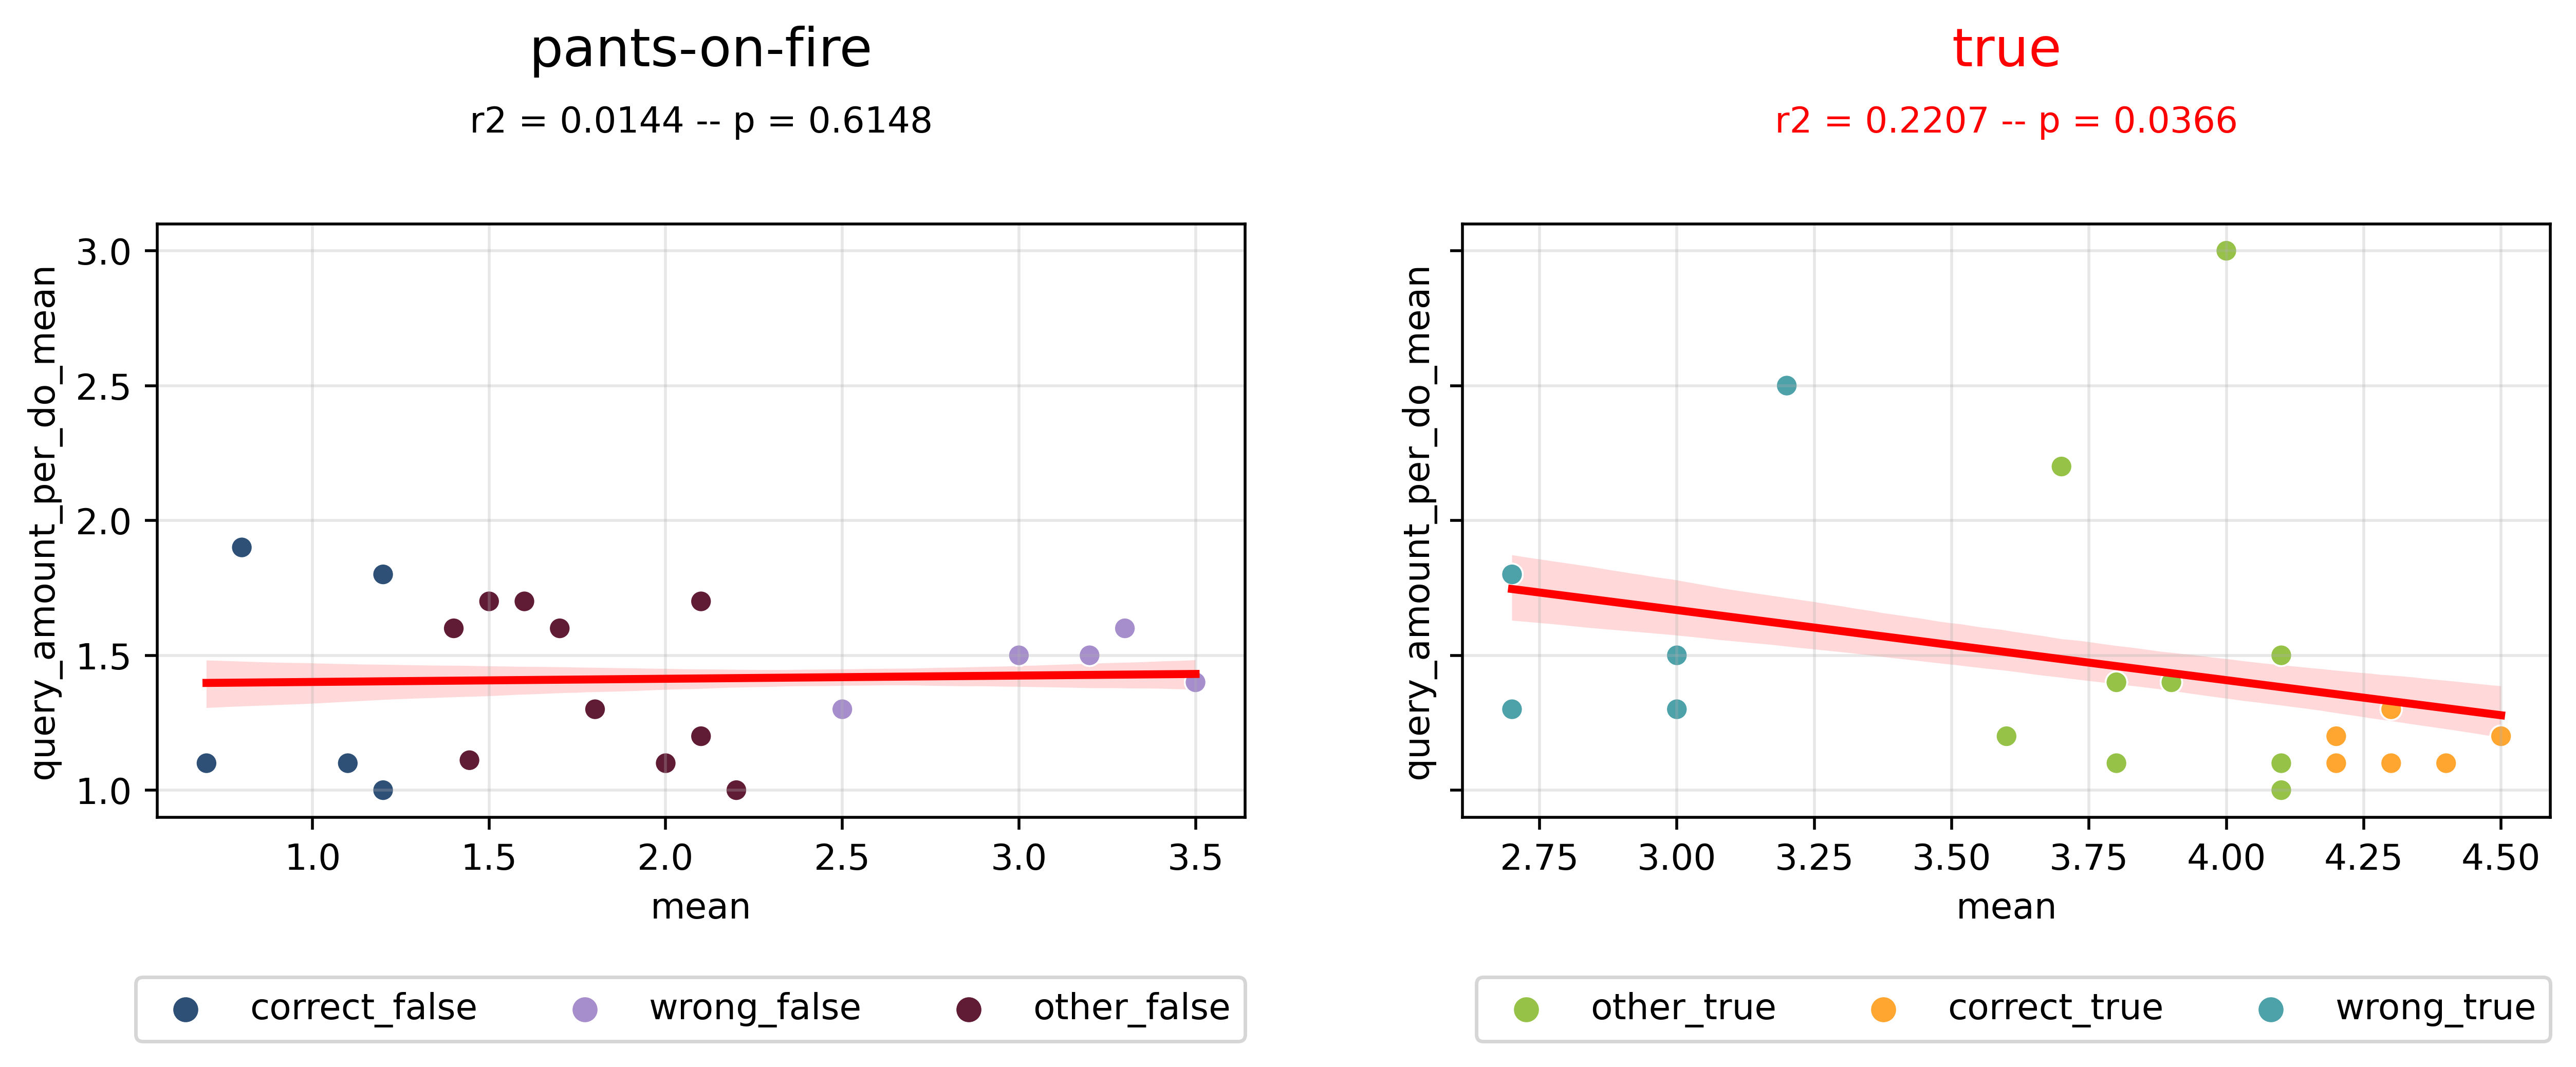 pants-on-fire
r2 = 0.0144 -- p = 0.6148
query_amount_per_do_mean
3.0
2.5
2.0
1.5
1.0
1.0 1.5 2.0 2.5 3.0 3.5
mean
correct_false wrong_false other_false
true
r2 = 0.2207 -- p = 0.0366
query_amount_per_do_mean
2.75 3.00 3.25 3.50 3.75 4.00 4.25 4.50
mean
other_true correct_true wrong_true